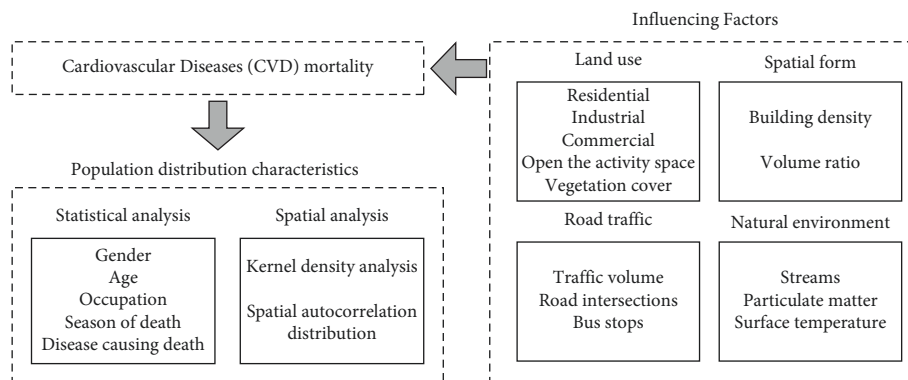 Cardiovascular Diseases (CVD) mortality
Population distribution characteristics
Statistical analysis
Gender
Age
Occupation
Season of death
Disease causing death
Spatial analysis
Kernel density analysis
Spatial autocorrelation
distribution
Influencing Factors
Land use
Residential
Industrial
Commercial
Open the activity space
Vegetation cover
Spatial form
Building density
Volume ratio
Road traffic
Traffic volume
Road intersections
Bus stops
Natural environment
Streams
Particulate matter
Surface temperature